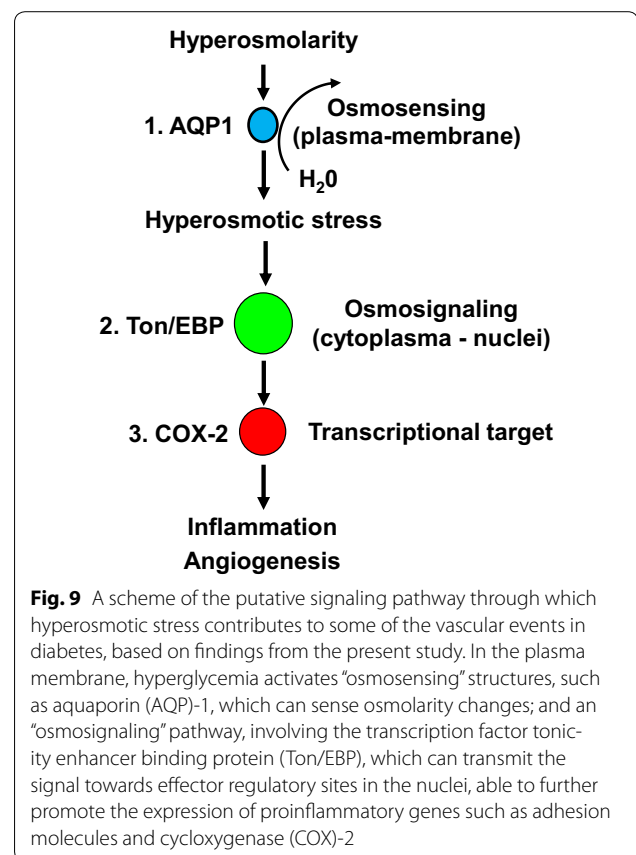 Hyperosmolarity
1. AQP1
Osmosensing
(plasma-membrane)
H₂0
Hyperosmotic stress
2. Ton/EBP
Osmosignaling
(cytoplasma - nuclei)
3. COX-2
Transcriptional target
Inflammation
Angiogenesis
Fig. 9 A scheme of the putative signaling pathway through which
hyperosmotic stress contributes to some of the vascular events in
diabetes, based on findings from the present study. In the plasma
membrane, hyperglycemia activates “osmosensing” structures, such
as aquaporin (AQP)-1, which can sense osmolarity changes; and an
“osmosignaling” pathway, involving the transcription factor tonic-
ity enhancer binding protein (Ton/EBP), which can transmit the
signal towards effector regulatory sites in the nuclei, able to further
promote the expression of proinflammatory genes such as adhesion
molecules and cycloxygenase (COX)-2